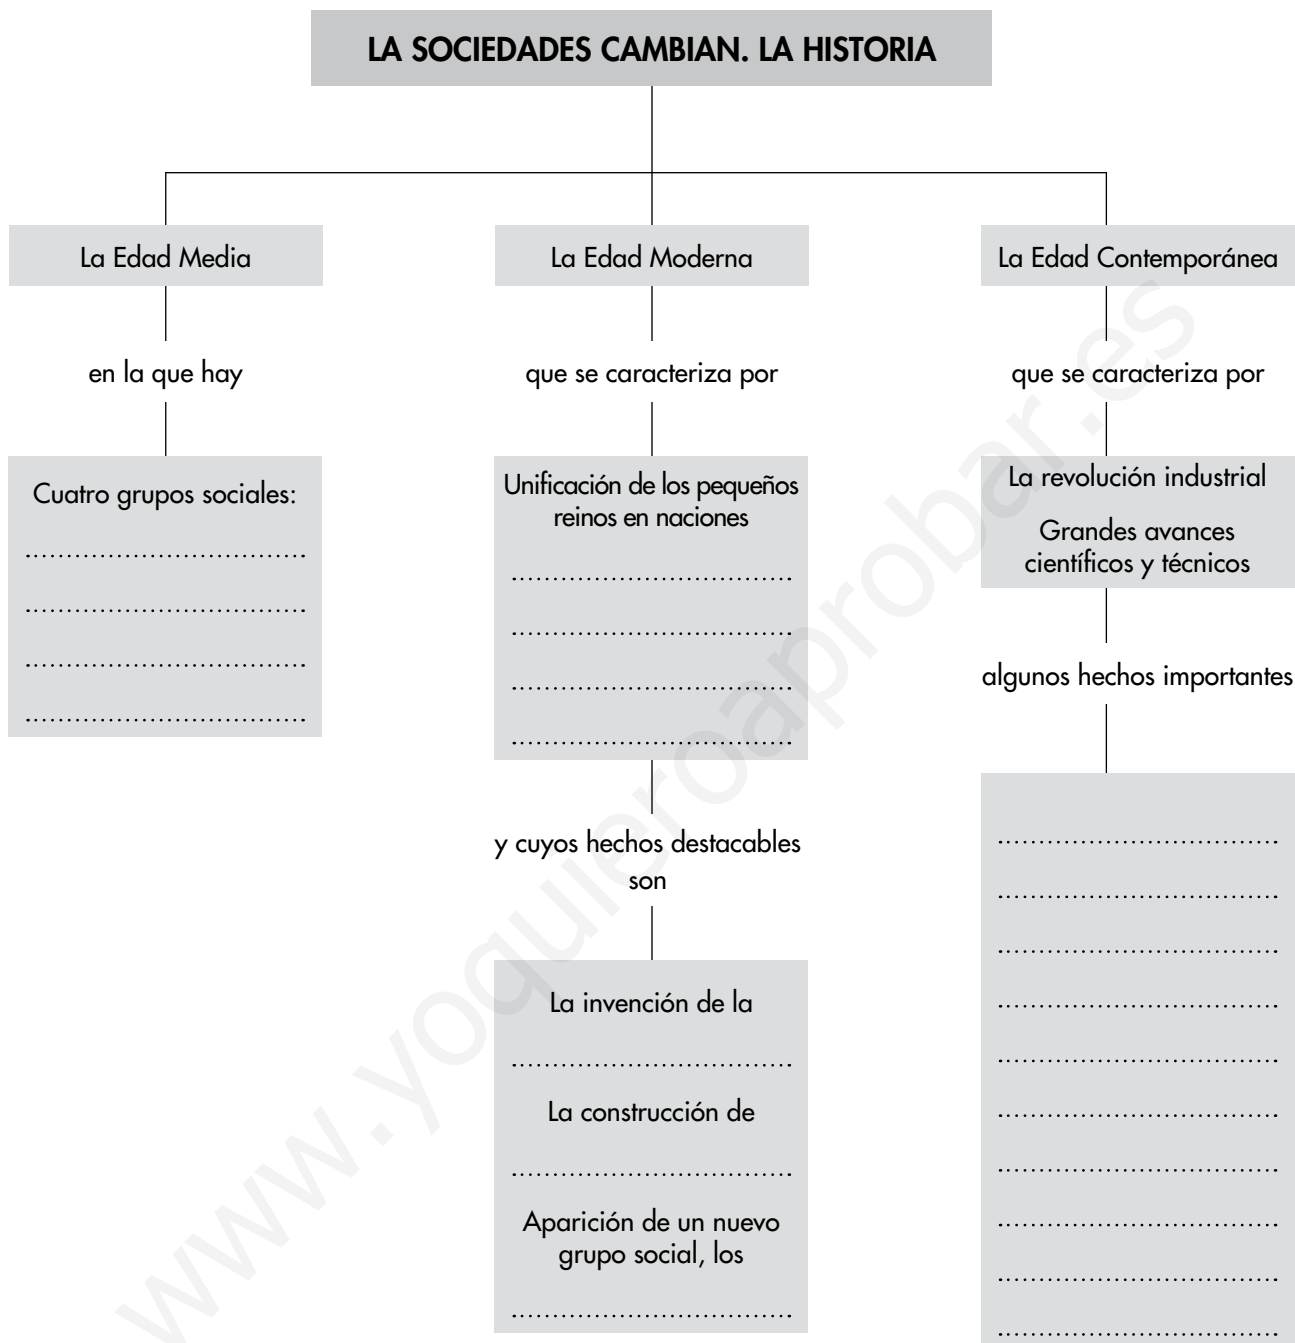 LA SOCIEDADES CAMBIAN. LA HISTORIA
La Edad Media
en la que hay
Cuatro grupos sociales:
..................................
..................................
..................................
..................................
La Edad Moderna
que se caracteriza por
Unificación de los pequeños
reinos en naciones
..................................
..................................
..................................
..................................
y cuyos hechos destacables
son
La invención de la
..................................
La construcción de
..................................
Aparición de un nuevo
grupo social, los
..................................
La Edad Contemporánea
que se caracteriza por
La revolución industrial
Grandes avances
científicos y técnicos
algunos hechos importantes
..................................
..................................
..................................
..................................
..................................
..................................
..................................
..................................
..................................
..................................
www.yoquieroaprobar.es